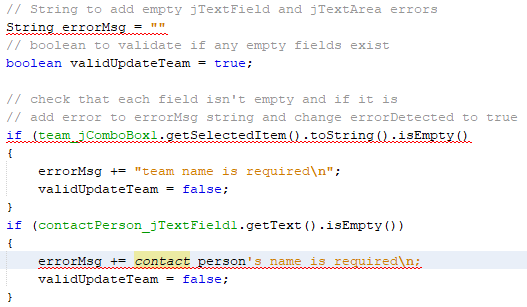 // String to add empty jTextField and jTextArea errors
String errorMsg = ""
// boolean to validate if any empty fields exist
boolean validUpdateTeam = true;
// check that each field isn't empty and if it is
// add error to errorMsg string and change errorDetected to true
if (team_jComboBox1.getSelectedItem().toString().isEmpty()
{
errorMsg += "team name is required\n";
validUpdateTeam = false;
}
if (contactPerson_jTextField1.getText().isEmpty())
{
errorMsg += contact person's name is required\n;
validUpdateTeam = false;
}